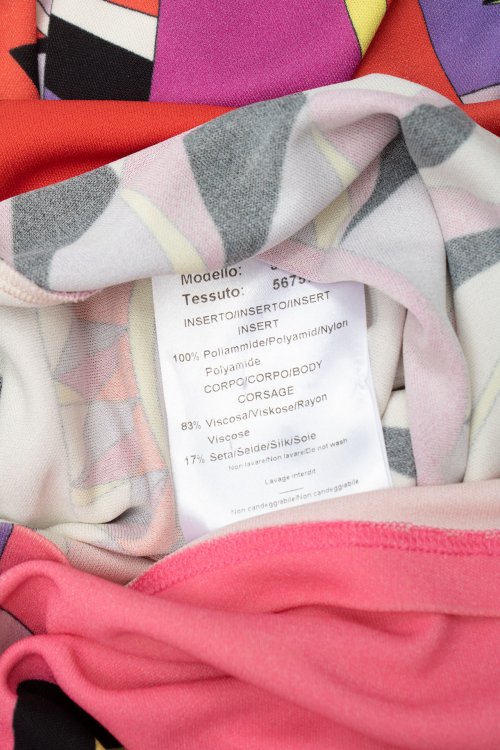 Modello:
Tessuto: 567
INSERTO/INSERTO/INSERT
INSERT
100% Poliammide/Polyamid/Nylon
Polyamide
CORPO/CORPO/BODY
CORSAGE
83% Viscosa/Viskose/Rayon
Viscose
17% Seta/Seide/Silk/Soie
Non lavare/Non lavare/Do not wash
Lavage interdit
Non candeggiabile/Non candeggiabile